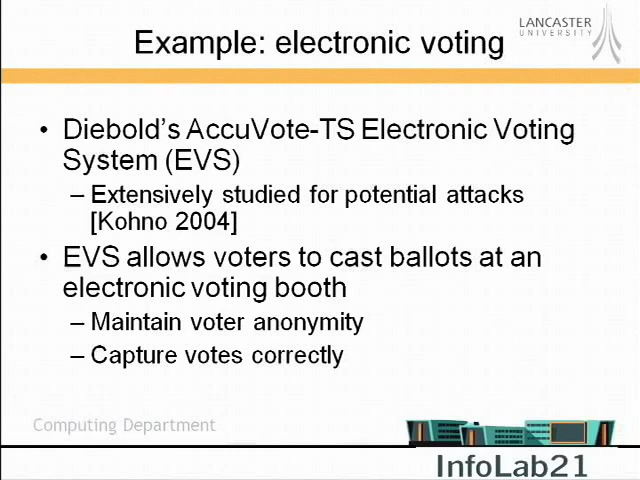 LANCASTER
UNIVERSITY
Example: electronic voting
• Diebold's AccuVote-TS Electronic Voting
System (EVS)
– Extensively studied for potential attacks
[Kohno 2004]
• EVS allows voters to cast ballots at an
electronic voting booth
– Maintain voter anonymity
– Capture votes correctly
Computing Department
InfoLab21